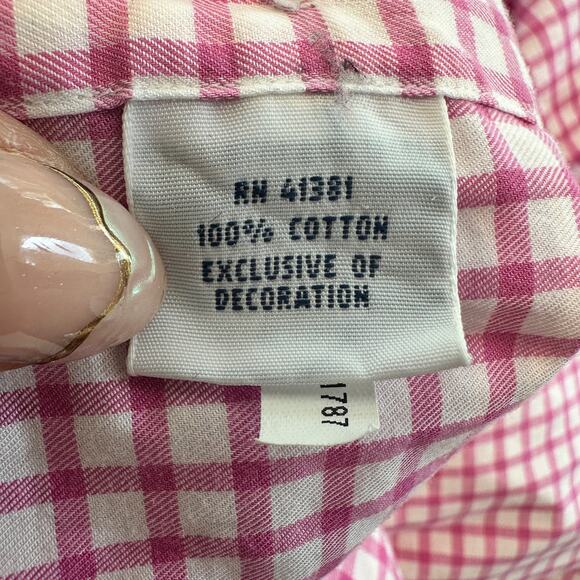 RN 41381
100% COTTON
EXCLUSIVE OF
DECORATION
1787